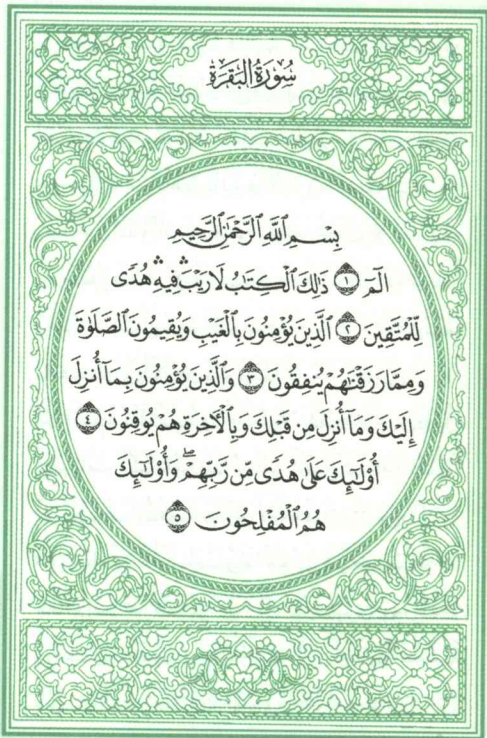 سُورَةُ البَقَرَةِ
بِسْمِ ٱللَّهِ ٱلرَّحْمَٰنِ ٱلرَّحِيمِ
الٓمٓ ١ ذَٰلِكَ ٱلْكِتَٰبُ لَا رَيْبَ ۛ فِيهِ ۛ هُدًى
لِّلْمُتَّقِينَ ٢ ٱلَّذِينَ يُؤْمِنُونَ بِٱلْغَيْبِ وَيُقِيمُونَ ٱلصَّلَوٰةَ
وَمِمَّا رَزَقْنَٰهُمْ يُنفِقُونَ ٣ وَٱلَّذِينَ يُؤْمِنُونَ بِمَآ أُنزِلَ
إِلَيْكَ وَمَآ أُنزِلَ مِن قَبْلِكَ وَبِٱلْءَاخِرَةِ هُمْ يُوقِنُونَ ٤
أُو۟لَٰٓئِكَ عَلَىٰ هُدًى مِّن رَّبِّهِمْ ۖ وَأُو۟لَٰٓئِكَ
هُمُ ٱلْمُفْلِحُونَ ٥